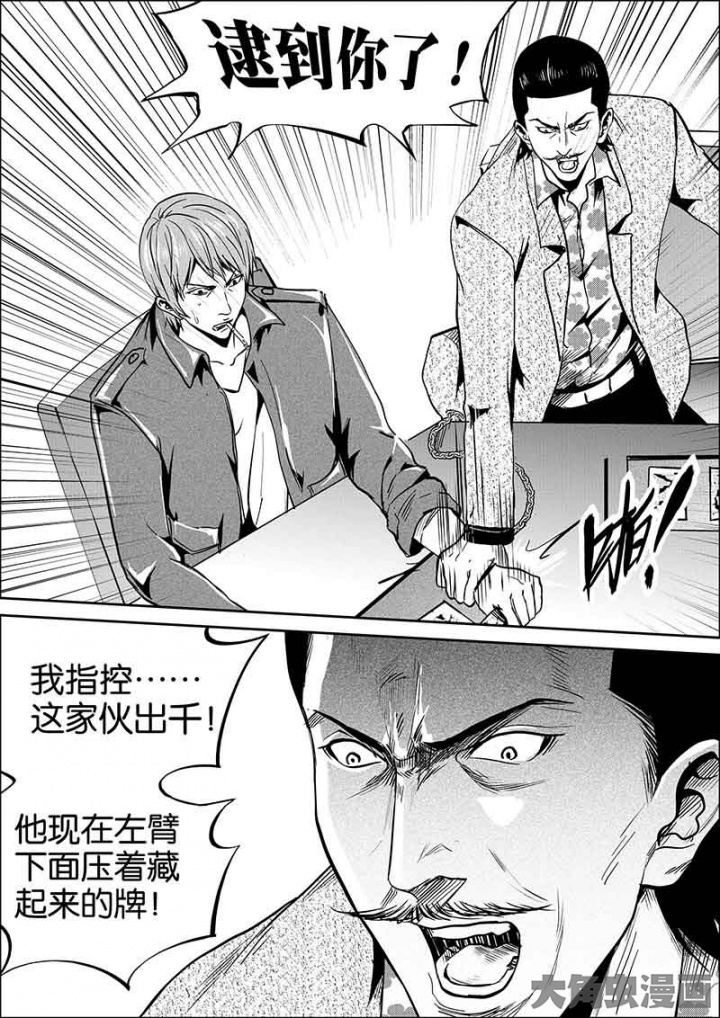 逮到你了！
啪！
我指控……
这家伙出千！
他现在左臂
下面压着藏
起来的牌！
大角虫漫画